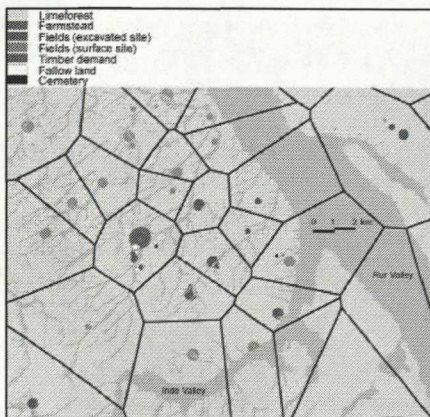 Limeforest
Farmstead
Fields (excavated site)
Fields (surface site)
Timber demand
Fallow land
Cemetery
0 1 2 km
Rur Valley
Inde Valley